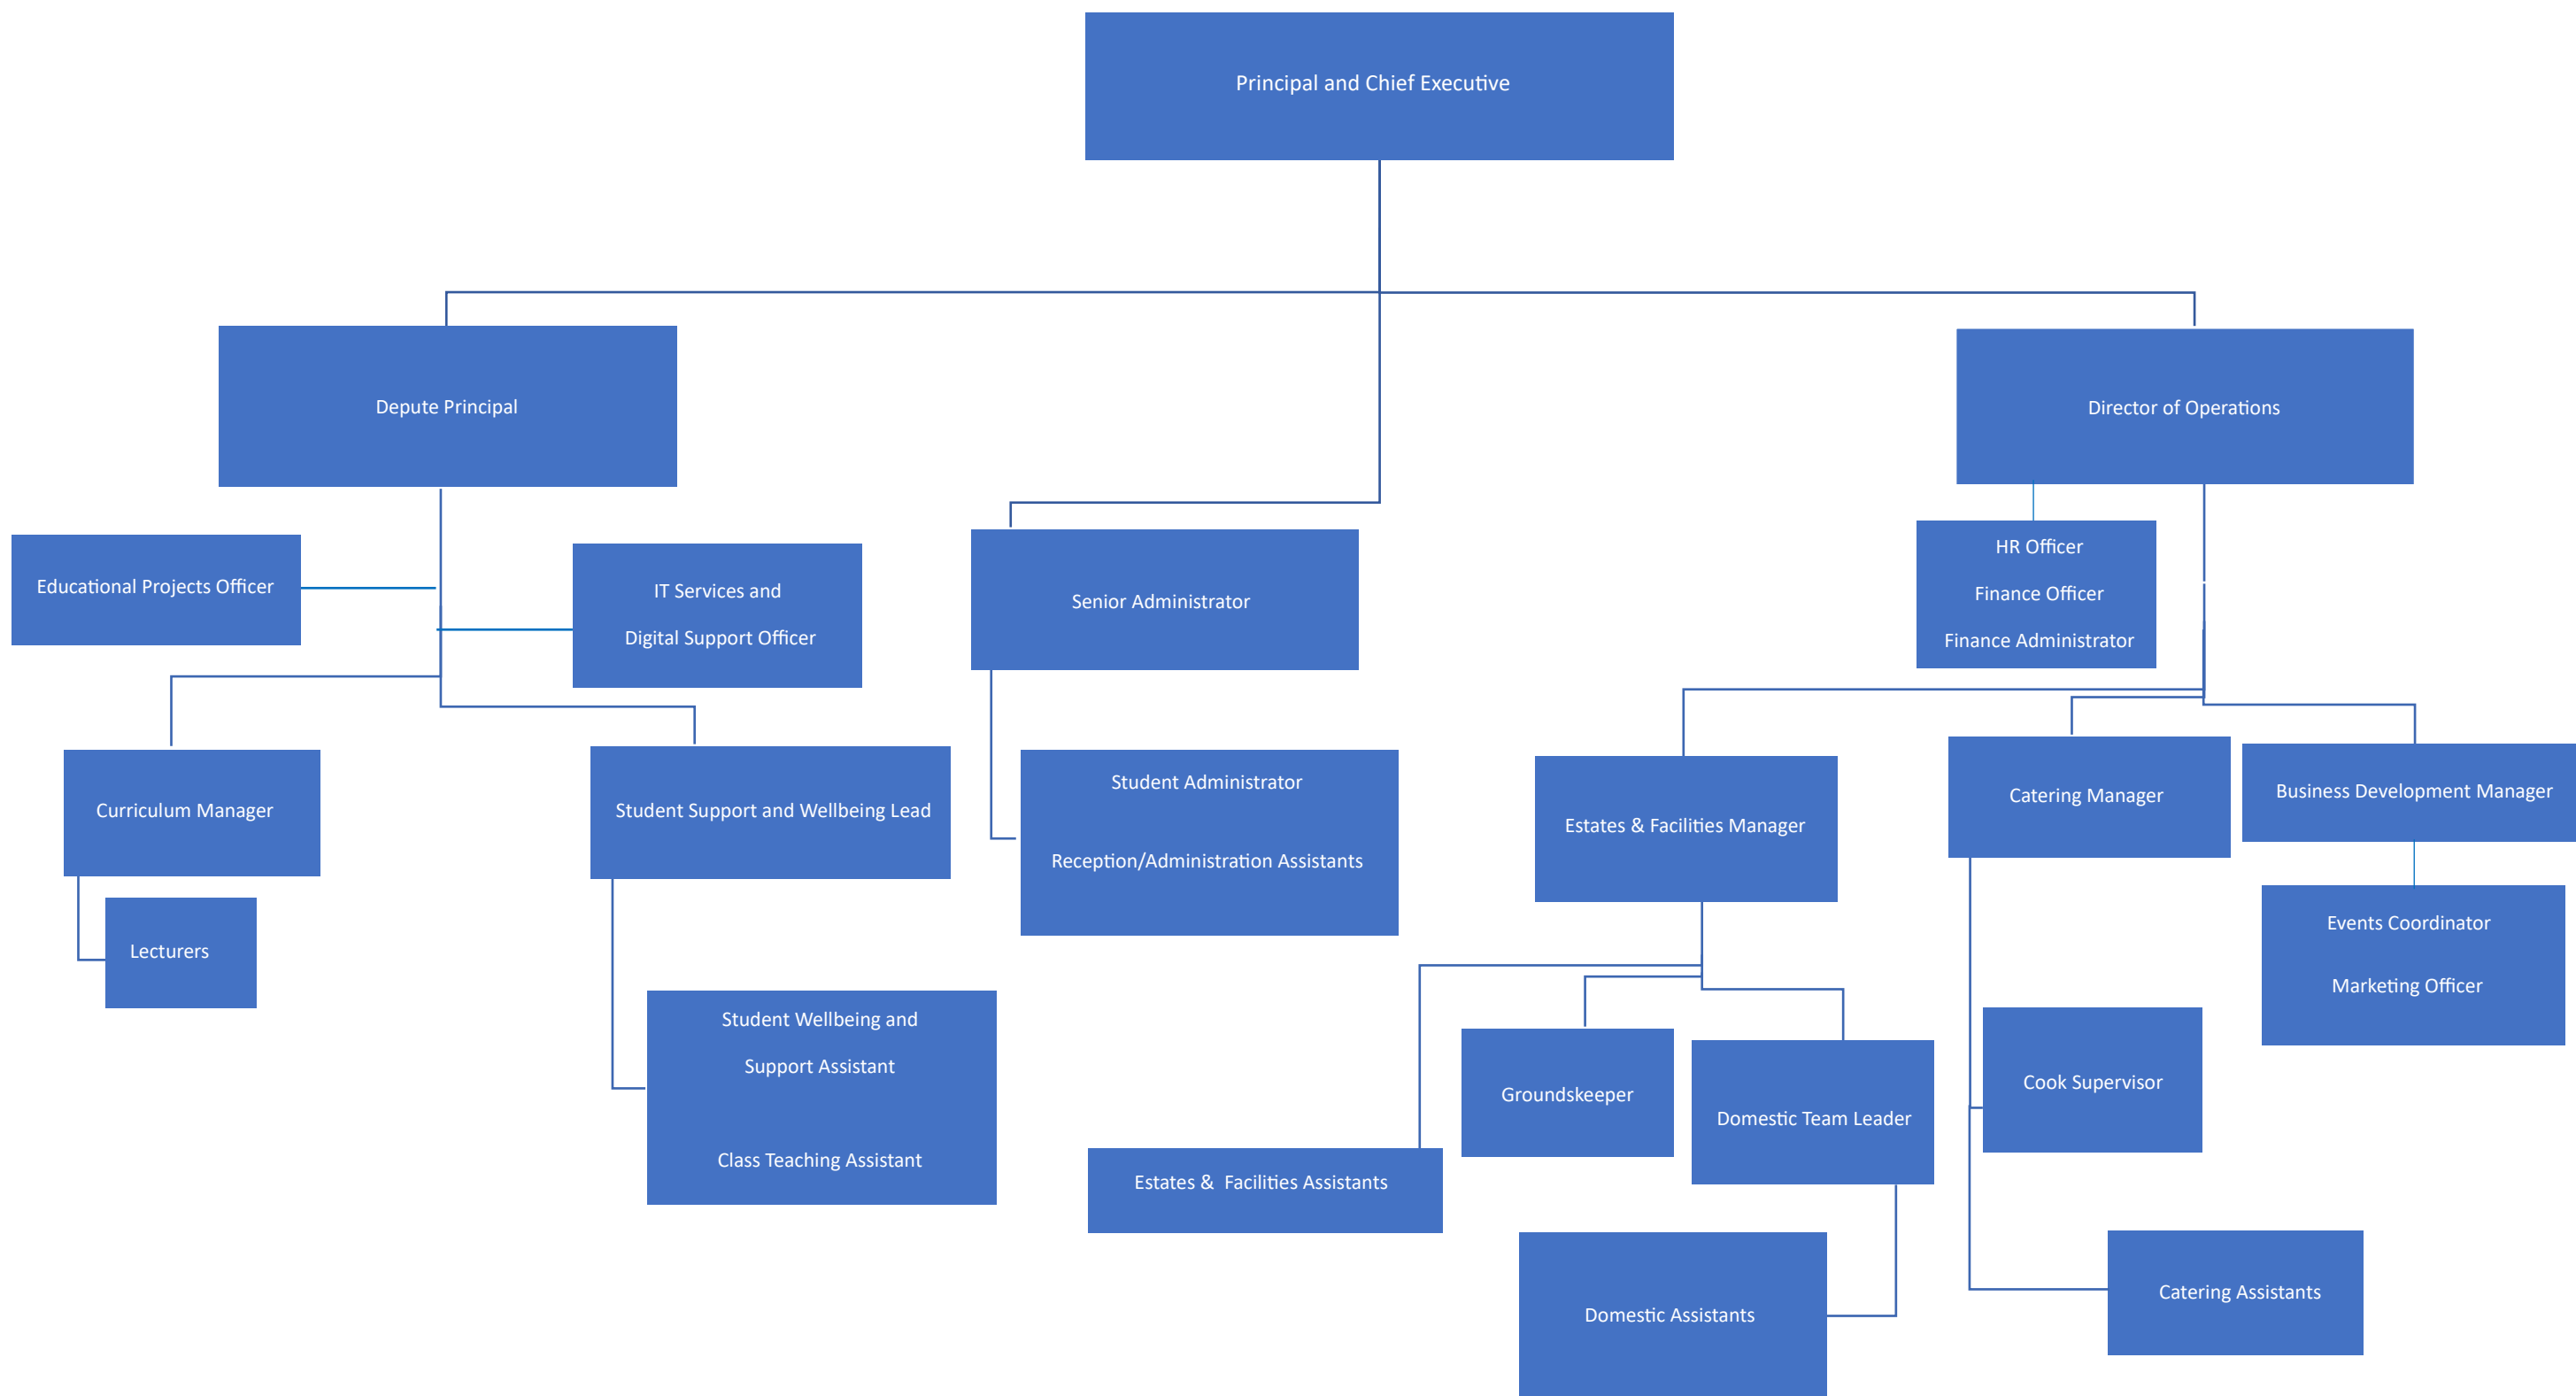 Principal and Chief Executive
Depute Principal
Director of Operations
Educational Projects Officer
IT Services and
Digital Support Officer
Senior Administrator
HR Officer
Finance Officer
Finance Administrator
Curriculum Manager
Student Support and Wellbeing Lead
Student Administrator
Reception/Administration Assistants
Estates & Facilities Manager
Catering Manager
Business Development Manager
Lecturers
Events Coordinator
Marketing Officer
Student Wellbeing and
Support Assistant
Class Teaching Assistant
Groundskeeper
Domestic Team Leader
Cook Supervisor
Estates &  Facilities Assistants
Domestic Assistants
Catering Assistants